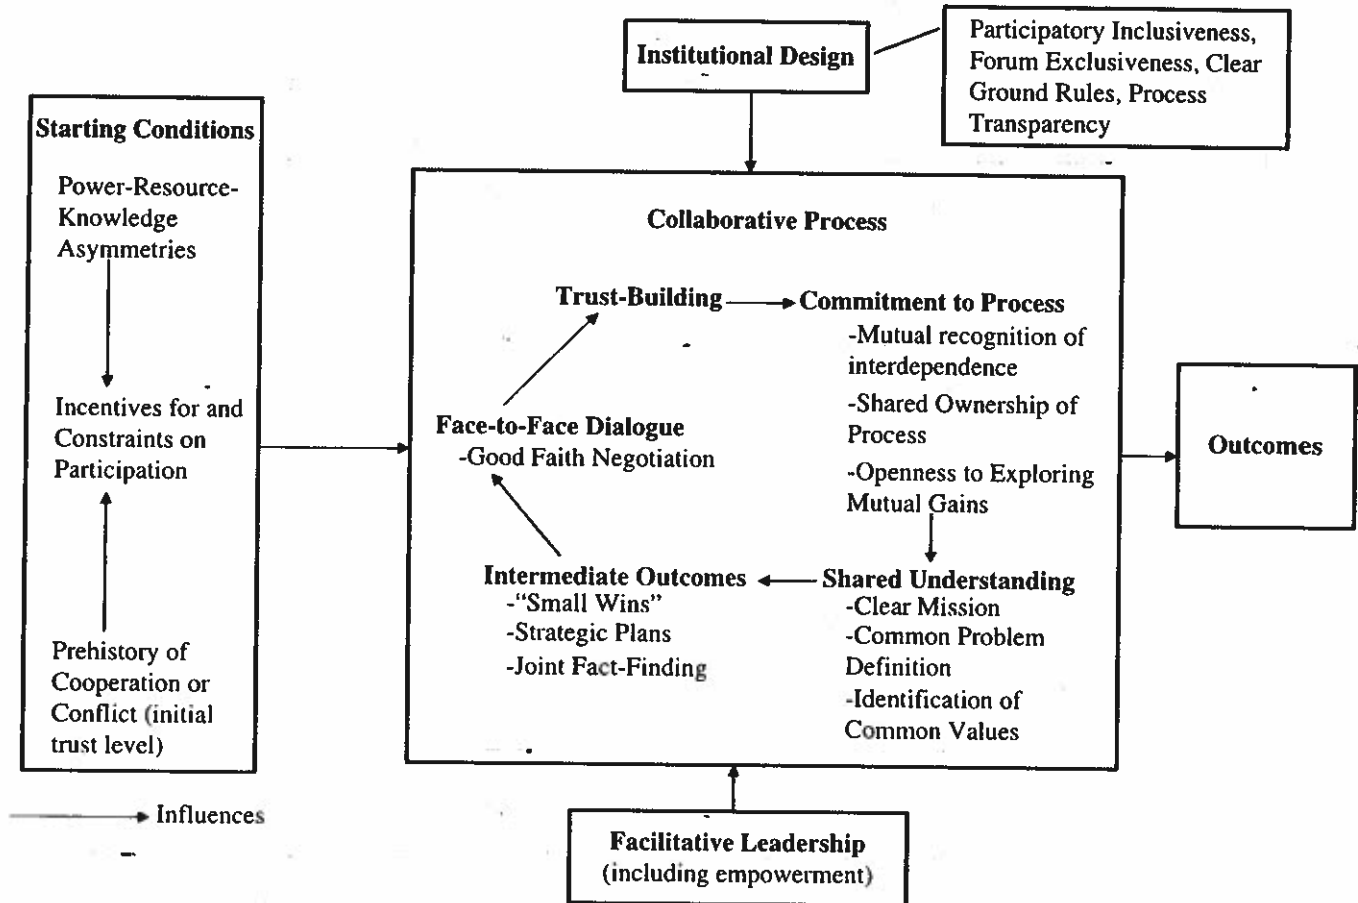 Institutional Design
Participatory Inclusiveness,
Forum Exclusiveness, Clear
Ground Rules, Process
Transparency
Starting Conditions
Power-Resource-
Knowledge
Asymmetries
Incentives for and
Constraints on
Participation
Prehistory of
Cooperation or
Conflict (initial
trust level)
Influences
Collaborative Process
Trust-Building
Commitment to Process
-Mutual recognition of
interdependence
-Shared Ownership of
Process
-Openness to Exploring
Mutual Gains
Face-to-Face Dialogue
-Good Faith Negotiation
Intermediate Outcomes
-“Small Wins”
-Strategic Plans
-Joint Fact-Finding
Shared Understanding
-Clear Mission
-Common Problem
Definition
-Identification of
Common Values
Outcomes
Facilitative Leadership
(including empowerment)